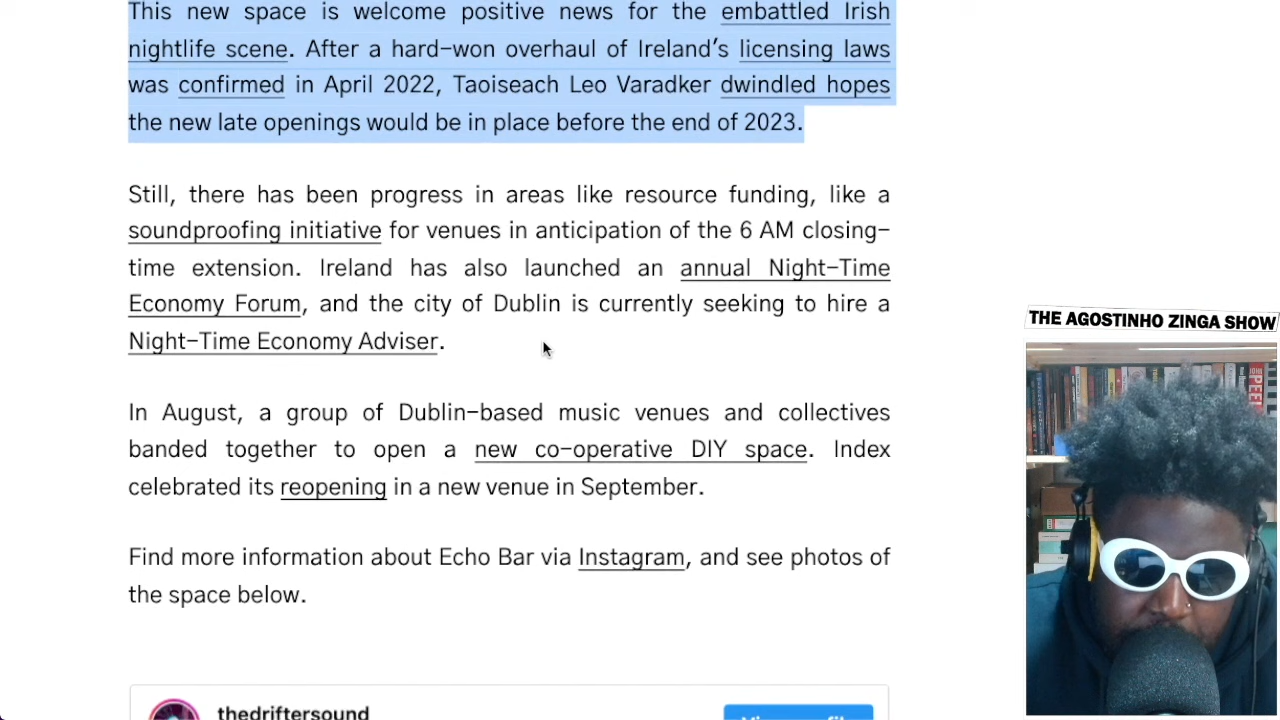 This new space is welcome positive news for the embattled Irish
nightlife scene. After a hard-won overhaul of Ireland's licensing laws
was confirmed in April 2022, Taoiseach Leo Varadker dwindled hopes
the new late openings would be in place before the end of 2023.
Still, there has been progress in areas like resource funding, like a
soundproofing initiative for venues in anticipation of the 6 AM closing-
time extension. Ireland has also launched an annual Night-Time
Economy Forum, and the city of Dublin is currently seeking to hire a
Night-Time Economy Adviser.
In August, a group of Dublin-based music venues and collectives
banded together to open a new co-operative DIY space. Index
celebrated its reopening in a new venue in September.
Find more information about Echo Bar via Instagram, and see photos of
the space below.
thedriftersound
THE AGOSTINHO ZINGA SHOW